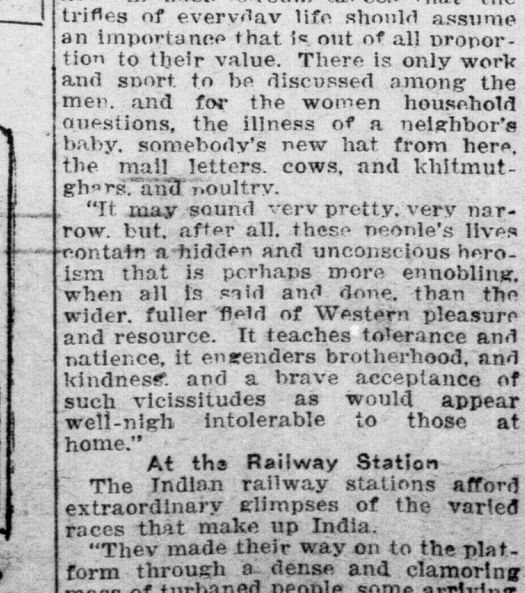 the
trifles of everyday life should assume
an importance that is out of all propor-
tion to their value. There is only work
and sport to be discussed among the
men, and for the women household
questions, the illness of a neighbor's
baby, somebody's new hat from here,
the mail letters, cows, and khitmut-
ghars, and poultry.
"It may sound very pretty, very nar-
row, but, after all, these people's lives
contain a hidden and unconscious hero-
ism that is perhaps more ennobling,
when all is said and done, than the
wider, fuller field of Western pleasure
and resource. It teaches tolerance and
patience, it engenders brotherhood, and
kindness, and a brave acceptance of
such vicissitudes as would appear
well-nigh intolerable to those at
home."
At the Railway Station
The Indian railway stations afford
extraordinary glimpses of the varied
races that make up India.
"They made their way on to the plat-
form through a dense and clamoring
mass of turbaned people some arriving